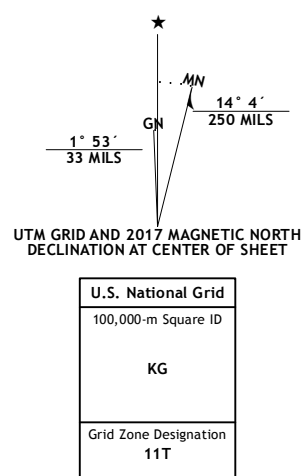 ★
MN
GN
14° 4´
250 MILS
1° 53´
33 MILS
UTM GRID AND 2017 MAGNETIC NORTH
DECLINATION AT CENTER OF SHEET
U.S. National Grid
100,000-m Square ID
KG
Grid Zone Designation
11T